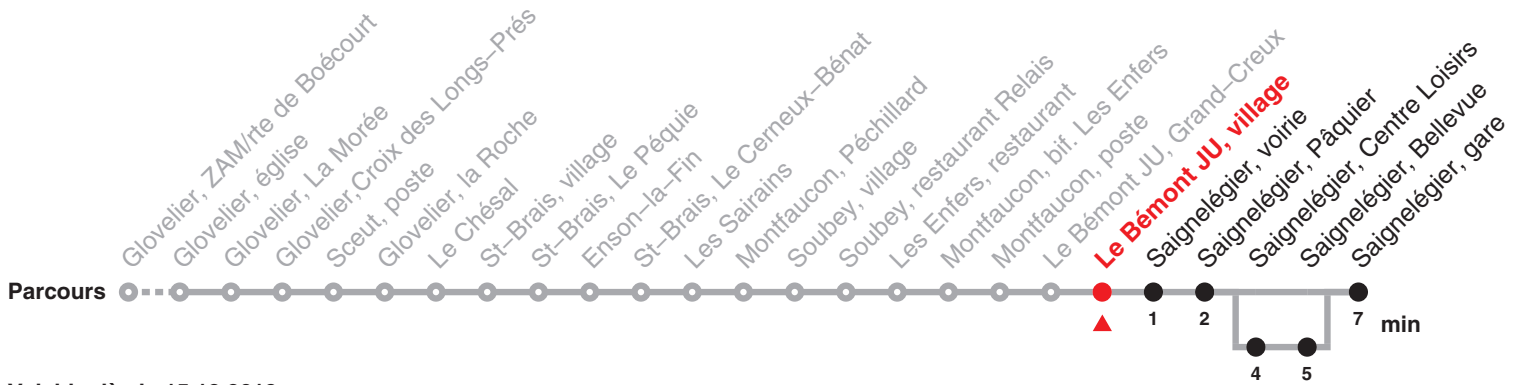 Glovelier, ZAM/rte de Boécourt
Glovelier, église
Glovelier, La Morée
Glovelier, Croix des Longs–Prés
Sceut, poste
Glovelier, la Roche
Le Chésal
St–Brais, village
St–Brais, Le Péquie
Enson–la–Fin
St–Brais, Le Cerneux–Bénat
Les Sairains
Montfaucon, Péchillard
Soubey, village
Soubey, restaurant Relais
Les Enfers, restaurant
Montfaucon, bif. Les Enfers
Montfaucon, poste
Le Bémont JU, Grand–Creux
Le Bémont JU, village
Saignelégier, voirie
Saignelégier, Pâquier
Saignelégier, Centre Loisirs
Saignelégier, Bellevue
Saignelégier, gare
Parcours
1 2 7 min
4 5